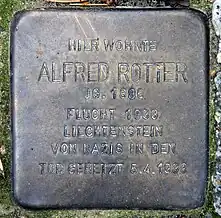 HIER WOHNTE
ALFRED ROTTER
JG. 1886
FLUCHT 1933
LIECHTENSTEIN
VON NAZIS IN DEN
TOD GEHETZT 5.4.1933